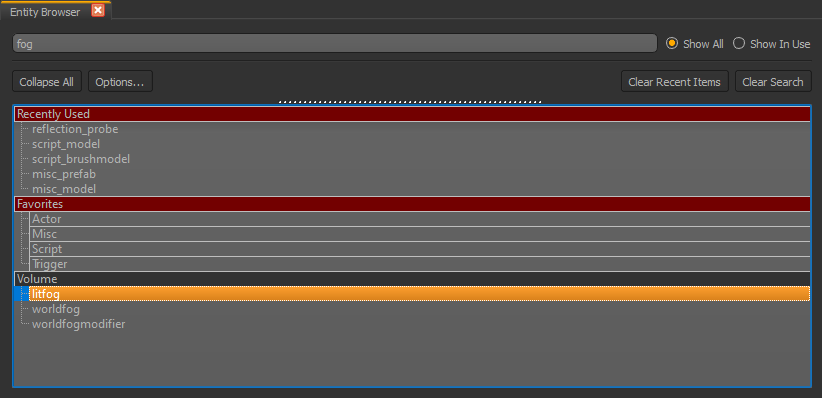 Entity Browser
fog
Show All
Show In Use
Collapse All
Options...
Clear Recent Items
Clear Search
Recently Used
reflection_probe
script_model
script_brushmodel
misc_prefab
misc_model
Favorites
Actor
Misc
Script
Trigger
Volume
litfog
worldfog
worldfogmodifier